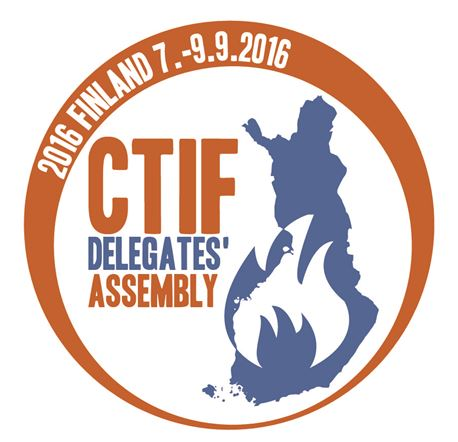 2016 FINLAND 7.-9.9.2016
CTIF
DELEGATES'
ASSEMBLY